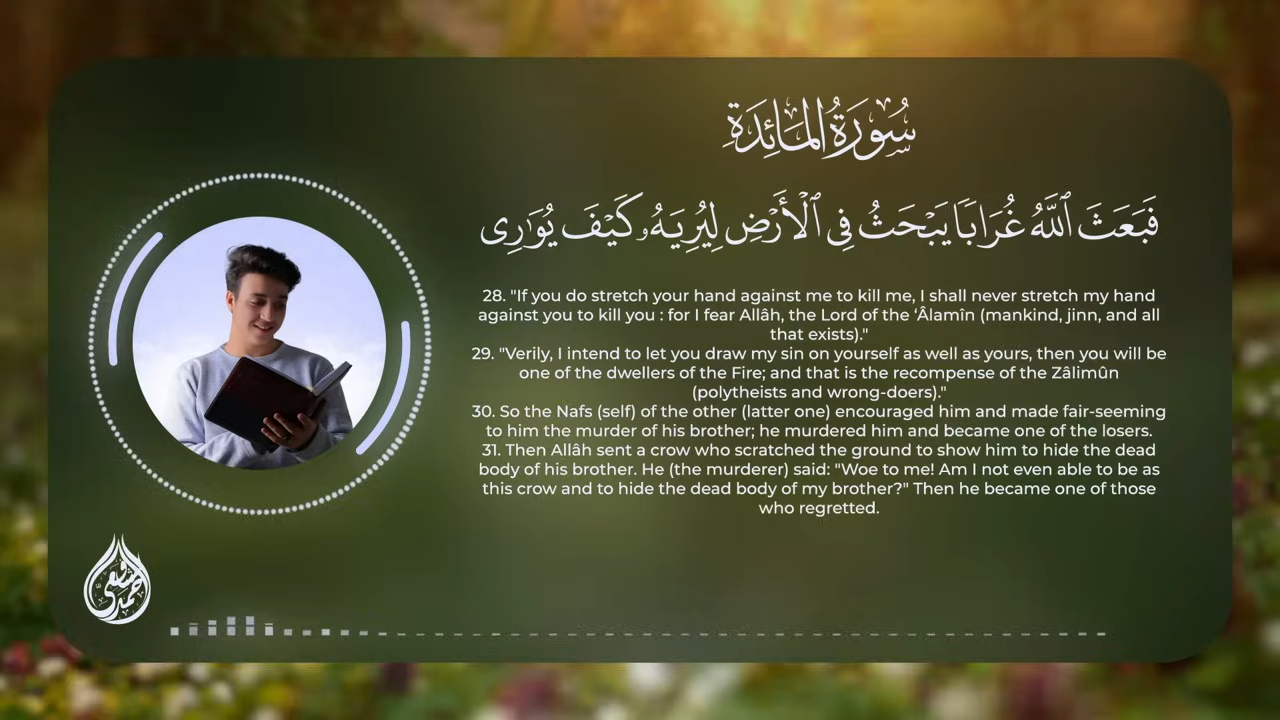 سُورَةُ المَائِدَةِ
فَبَعَثَ ٱللَّهُ غُرَابًا يَبْحَثُ فِى ٱلْأَرْضِ لِيُرِيَهُۥ كَيْفَ يُوَٰرِى
28. "If you do stretch your hand against me to kill me, I shall never stretch my hand
against you to kill you : for I fear Allâh, the Lord of the ‘Âlamîn (mankind, jinn, and all
that exists)."
29. "Verily, I intend to let you draw my sin on yourself as well as yours, then you will be
one of the dwellers of the Fire; and that is the recompense of the Zâlimûn
(polytheists and wrong-doers)."
30. So the Nafs (self) of the other (latter one) encouraged him and made fair-seeming
to him the murder of his brother; he murdered him and became one of the losers.
31. Then Allâh sent a crow who scratched the ground to show him to hide the dead
body of his brother. He (the murderer) said: "Woe to me! Am I not even able to be as
this crow and to hide the dead body of my brother?" Then he became one of those
who regretted.